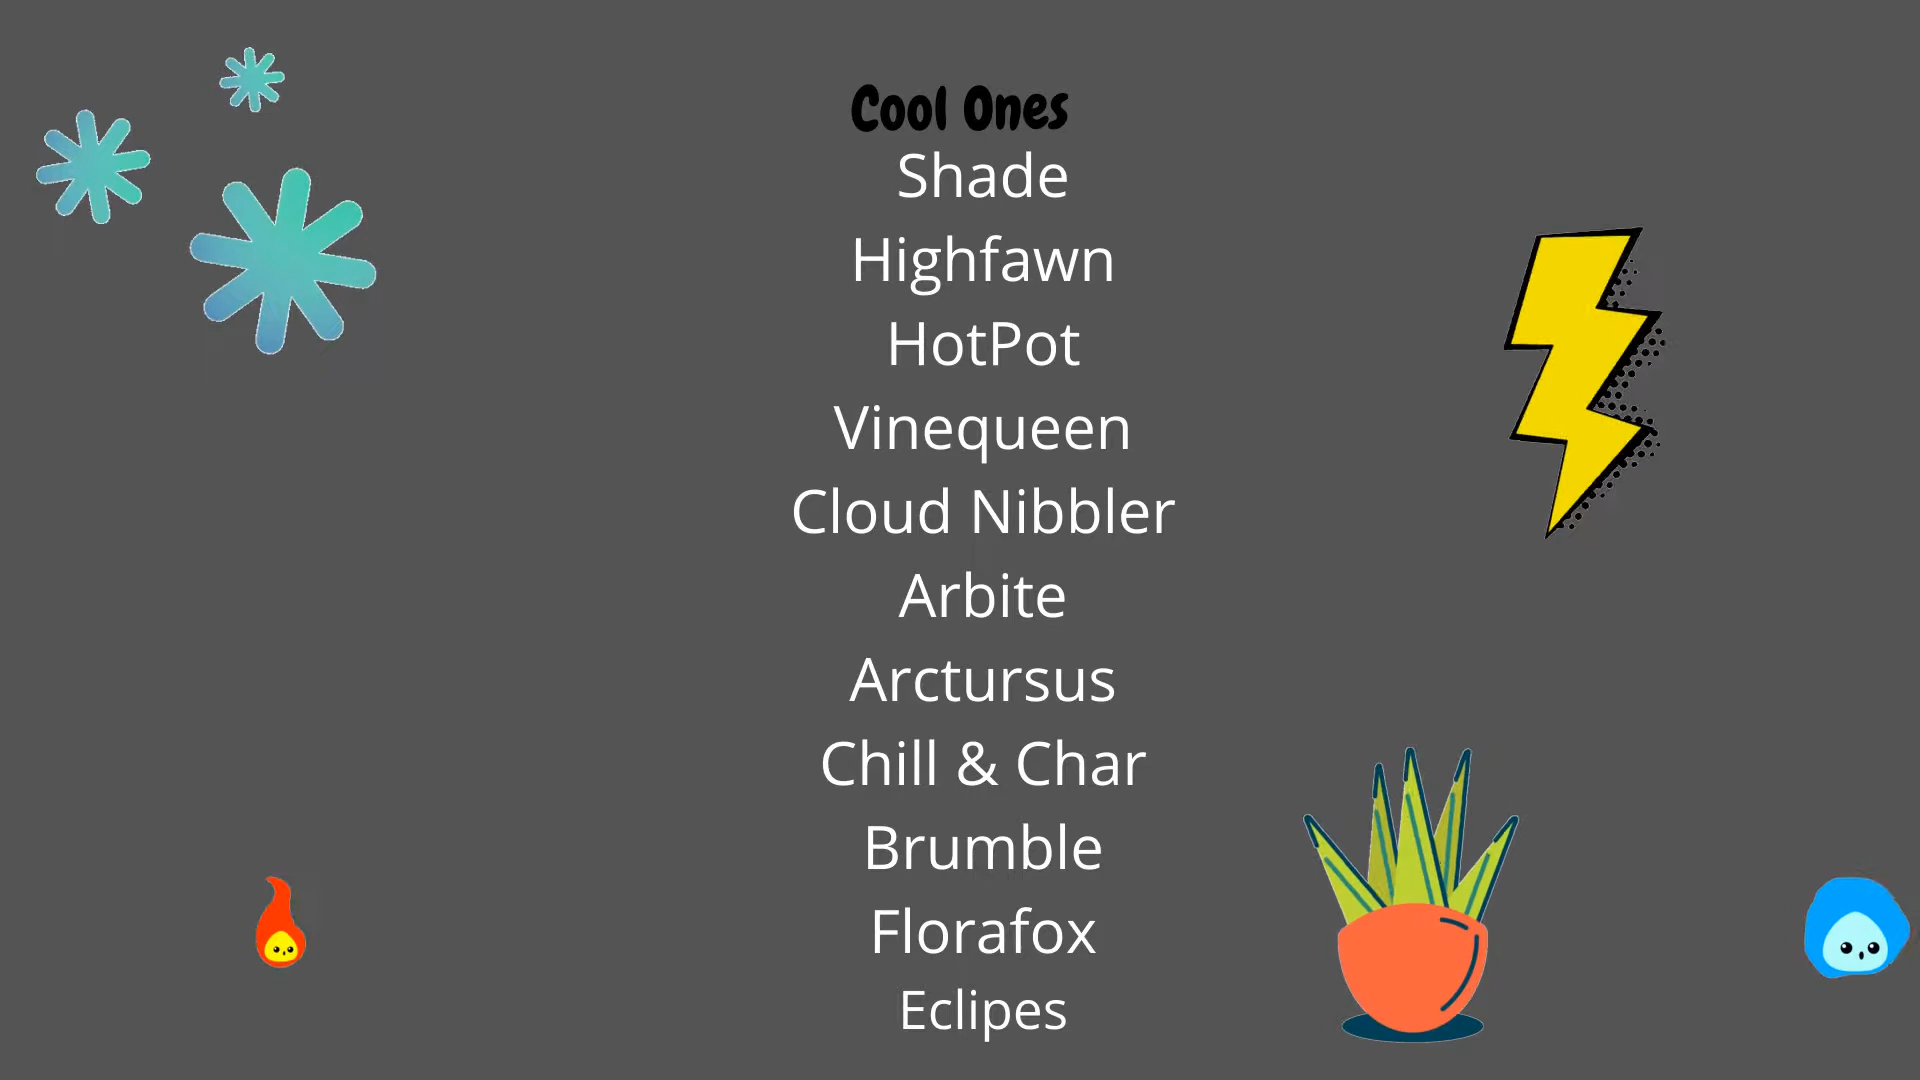 Cool Ones
Shade
Highfawn
HotPot
Vinequeen
Cloud Nibbler
Arbite
Arctursus
Chill & Char
Brumble
Florafox
Eclipes